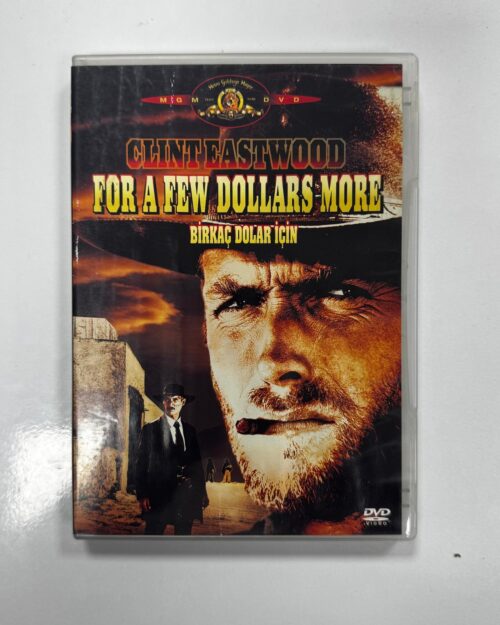 MGM DVD
CLINT EASTWOOD
FOR A FEW DOLLARS MORE
BİRKAÇ DOLAR İÇİN
DVD
VIDEO